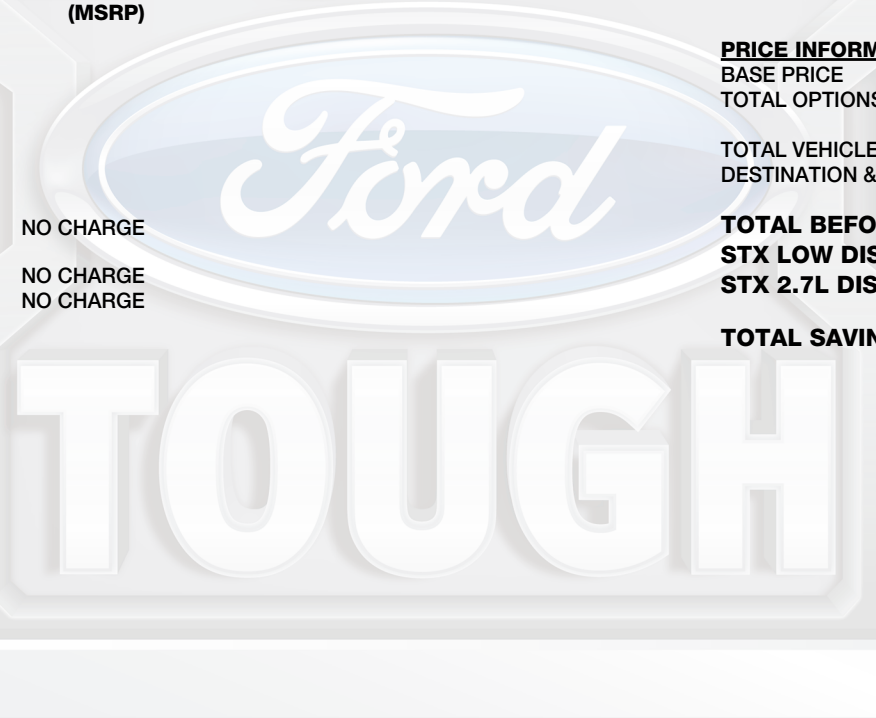 (MSRP)
NO CHARGE
NO CHARGE
NO CHARGE
PRICE INFORM
BASE PRICE
TOTAL OPTIONS
TOTAL VEHICLE
DESTINATION &
TOTAL BEFO
STX LOW DIS
STX 2.7L DIS
TOTAL SAVIN
Ford
TOUGH